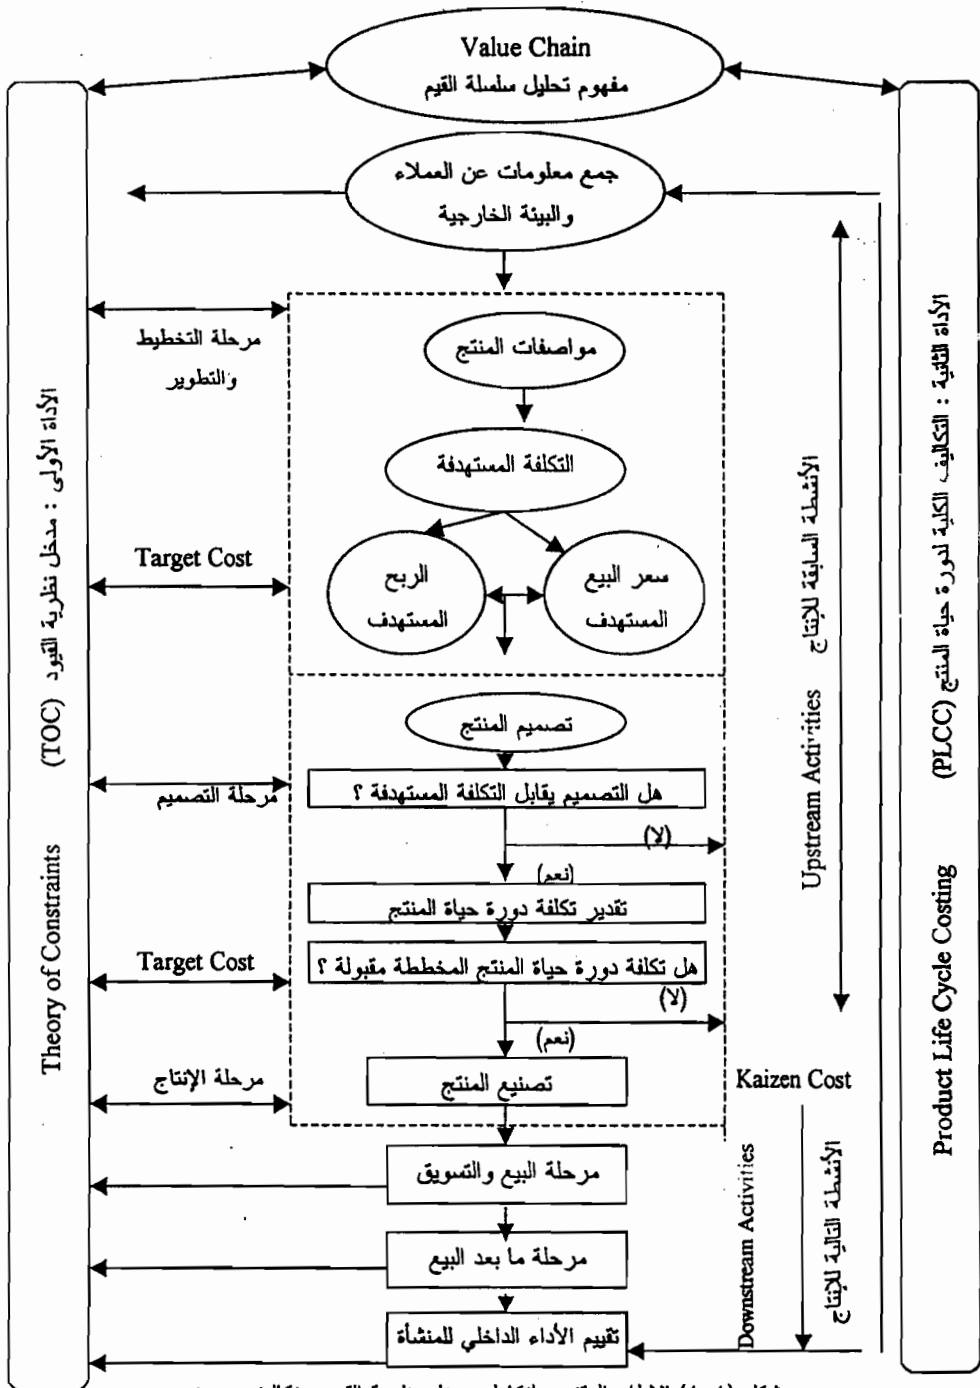 Value Chain
مفهوم تحليل سلسلة القيم
جمع معلومات عن العملاء
والبيئة الخارجية
مرحلة التخطيط
والتطوير
مواصفات المنتج
التكلفة المستهدفة
Target Cost
سعر البيع
المستهدف
الربح
المستهدف
تصميم المنتج
مرحلة التصميم
هل التصميم يقابل التكلفة المستهدفة ؟
(لا)
(نعم)
تقدير تكلفة دورة حياة المنتج
Target Cost
هل تكلفة دورة حياة المنتج المخططة مقبولة ؟
(لا)
(نعم)
مرحلة الإنتاج
تصنيع المنتج
Kaizen Cost
مرحلة البيع والتسويق
مرحلة ما بعد البيع
تقييم الأداء الداخلي للمنشأة
الأداة الأولى : مدخل نظرية القيود (TOC)
Theory of Constraints
الأداة الثانية : التكاليف الكلية لدورة حياة المنتج (PLCC)
Product Life Cycle Costing
الأنشطة السابقة للإنتاج
Upstream Activities
Downstream Activities
الأنشطة التالية للإنتاج